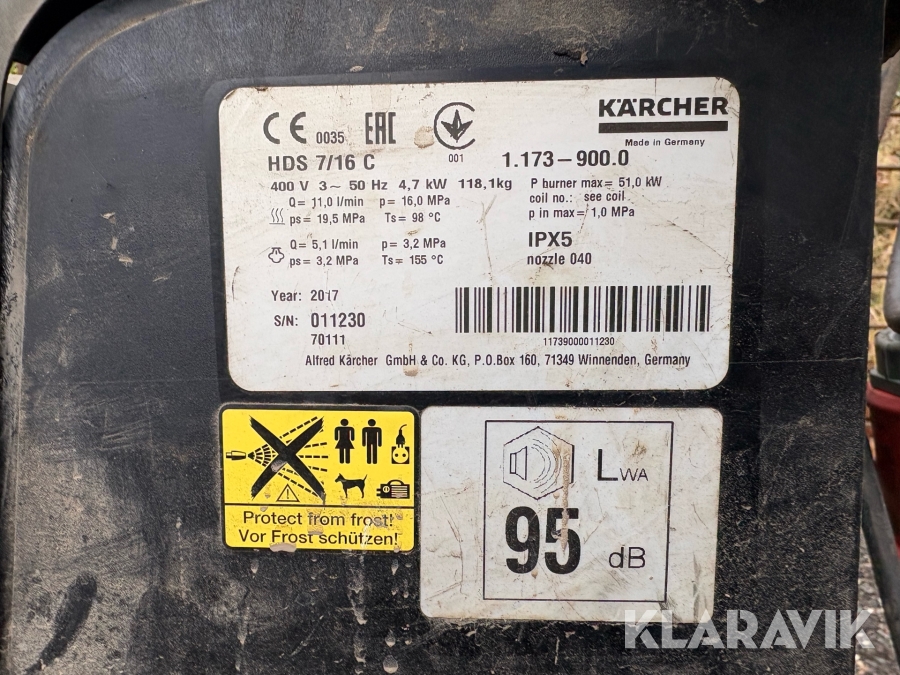 CE 0035 EAC
001
KÄRCHER
Made in Germany
HDS 7/16 C
1.173-900.0
400 V 3~ 50 Hz 4,7 kW 118,1kg
Q= 11,0 l/min p= 16,0 MPa
ps= 19,5 MPa Ts= 98 °C
Q= 5,1 l/min p= 3,2 MPa
ps= 3,2 MPa Ts= 155 °C
P burner max= 51,0 kW
coil no.: see coil
p in max= 1,0 MPa
IPX5
nozzle 040
Year: 2017
S/N: 011230
70111
11739000011230
Alfred Kärcher GmbH & Co. KG, P.O.Box 160, 71349 Winnenden, Germany
Protect from frost!
Vor Frost schützen!
LWA
95 dB
KLARAVIK